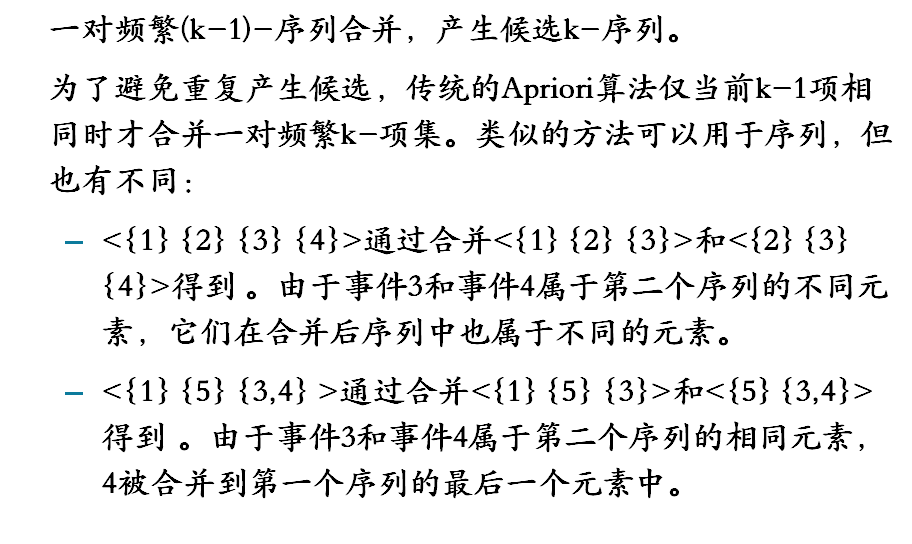 一对频繁(k-1)-序列合并，产生候选k-序列。
为了避免重复产生候选，传统的Apriori算法仅当前k-1项相
同时才合并一对频繁k-项集。类似的方法可以用于序列，但
也有不同：
– <{1} {2} {3} {4}>通过合并<{1} {2} {3}>和<{2} {3}
{4}>得到 。由于事件3和事件4属于第二个序列的不同元
素，它们在合并后序列中也属于不同的元素。
– <{1} {5} {3,4} >通过合并<{1} {5} {3}>和<{5} {3,4}>
得到 。由于事件3和事件4属于第二个序列的相同元素，
4被合并到第一个序列的最后一个元素中。